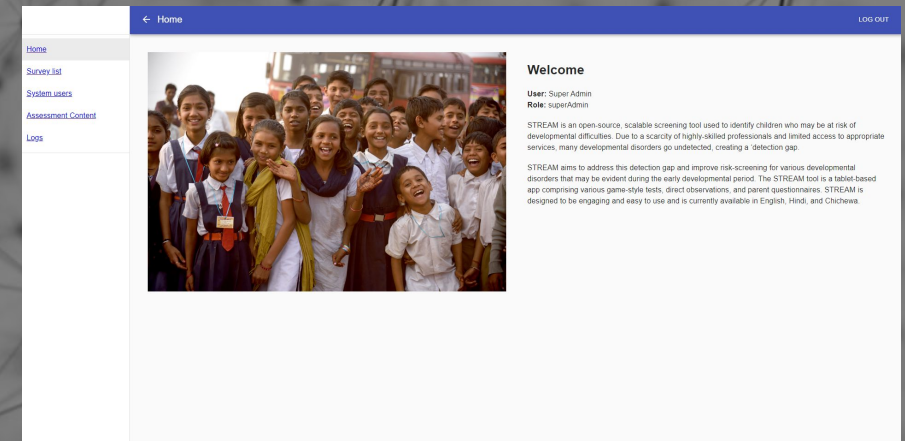 ← Home
LOG OUT
Home
Survey list
System users
Assessment Content
Logs
Welcome
User: Super Admin
Role: superAdmin
STREAM is an open-source, scalable screening tool used to identify children who may be at risk of
developmental difficulties. Due to a scarcity of highly-skilled professionals and limited access to appropriate
services, many developmental disorders go undetected, creating a 'detection gap.
STREAM aims to address this detection gap and improve risk-screening for various developmental
disorders that may be evident during the early developmental period. The STREAM tool is a tablet-based
app comprising various game-style tests, direct observations, and parent questionnaires. STREAM is
designed to be engaging and easy to use and is currently available in English, Hindi, and Chichewa.